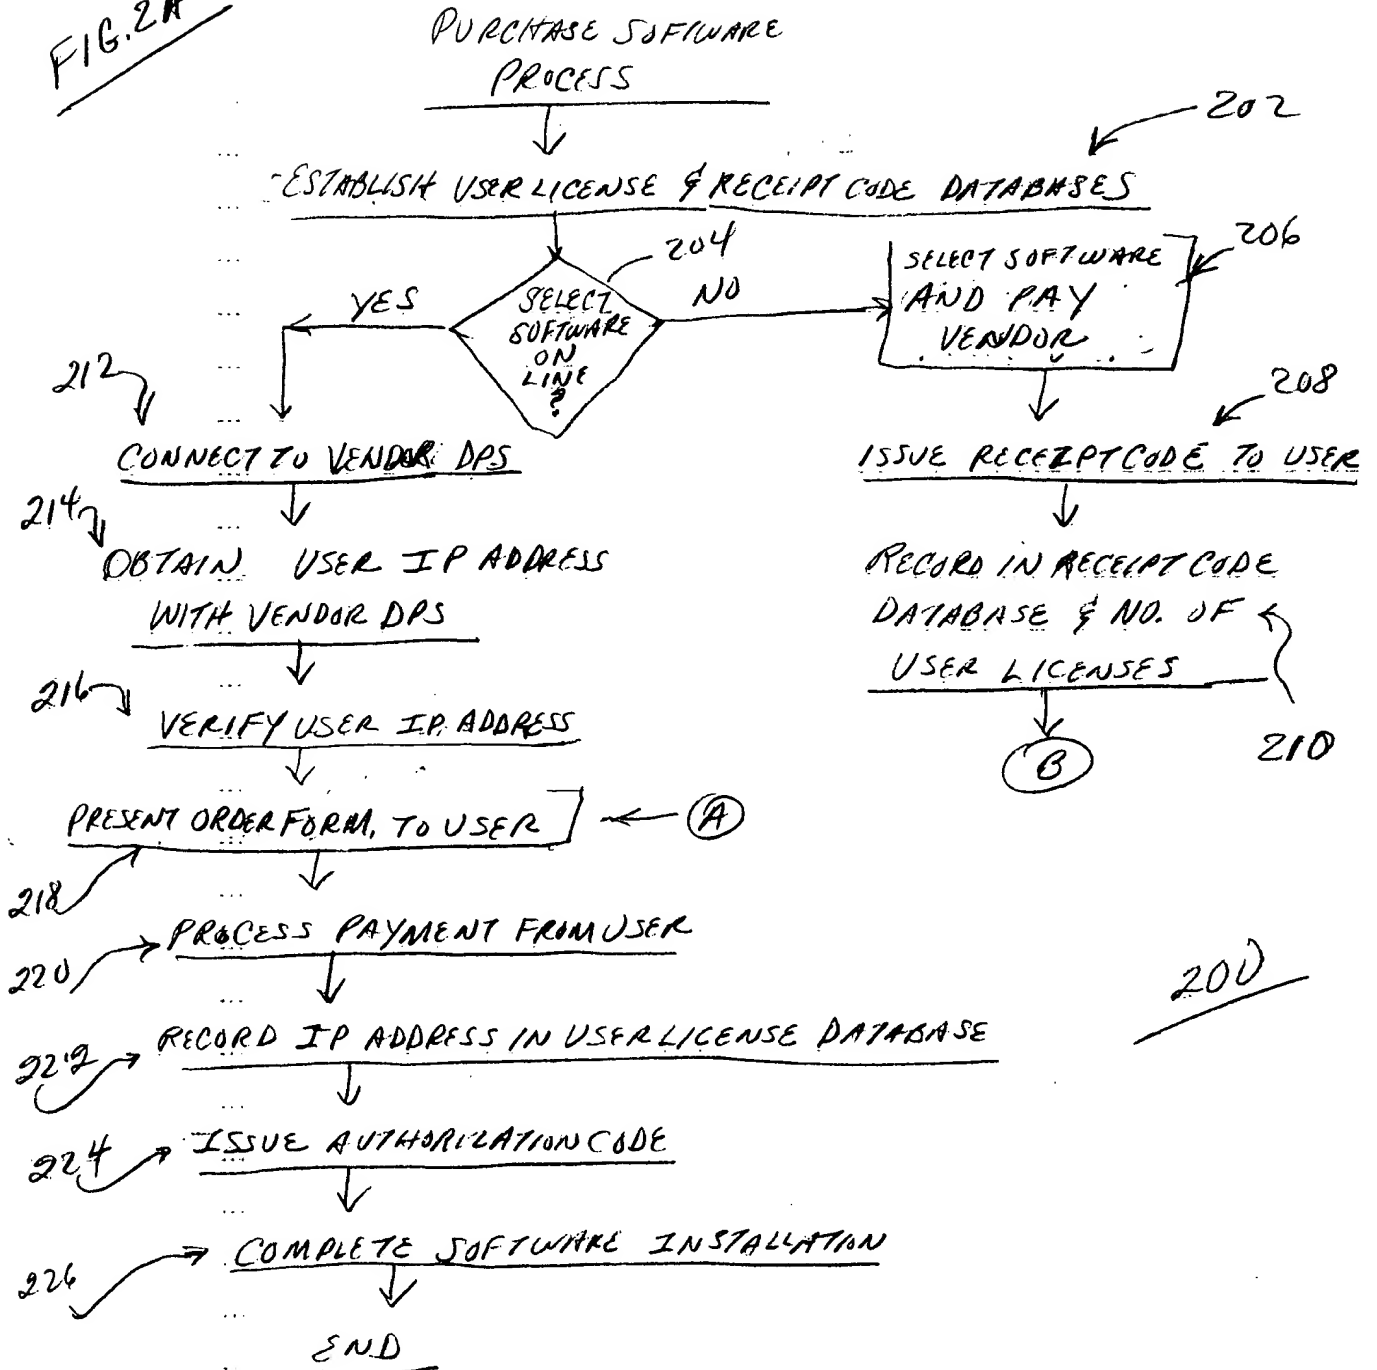 FIG. 2A
PURCHASE SOFTWARE
PROCESS
202
ESTABLISH USER LICENSE & RECEIPT CODE DATABASES
204
SELECT
SOFTWARE
ON
LINE
?
YES
NO
206
SELECT SOFTWARE
AND PAY
VENDOR
212
CONNECT TO VENDOR DPS
208
ISSUE RECEIPT CODE TO USER
214
OBTAIN USER IP ADDRESS
WITH VENDOR DPS
RECORD IN RECEIPT CODE
DATABASE & NO. OF
USER LICENSES
210
B
216
VERIFY USER IP ADDRESS
PRESENT ORDER FORM TO USER
A
218
220
PROCESS PAYMENT FROM USER
200
222
RECORD IP ADDRESS IN USER LICENSE DATABASE
224
ISSUE AUTHORIZATION CODE
226
COMPLETE SOFTWARE INSTALLATION
END